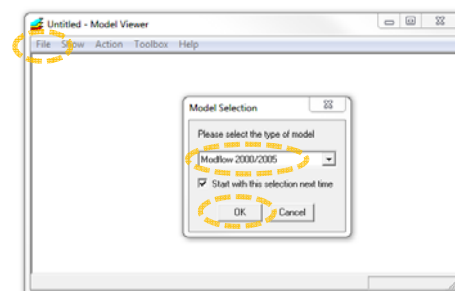 Untitled - Model Viewer
File Show Action Toolbox Help
Model Selection
Please select the type of model
Modflow 2000/2005
Start with this selection next time
OK Cancel